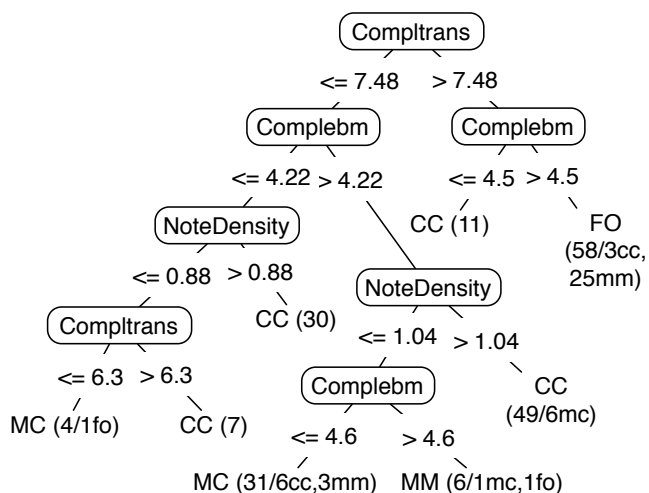 Compltrans
<= 7.48 > 7.48
Complebm Complebm
<= 4.22 > 4.22 <= 4.5 > 4.5
NoteDensity CC (11) FO
(58/3cc,
25mm)
<= 0.88 > 0.88 NoteDensity
Compltrans CC (30) <= 1.04 > 1.04
<= 6.3 > 6.3 Complebm CC
(49/6mc)
MC (4/1fo) CC (7) <= 4.6 > 4.6
MC (31/6cc,3mm) MM (6/1mc,1fo)